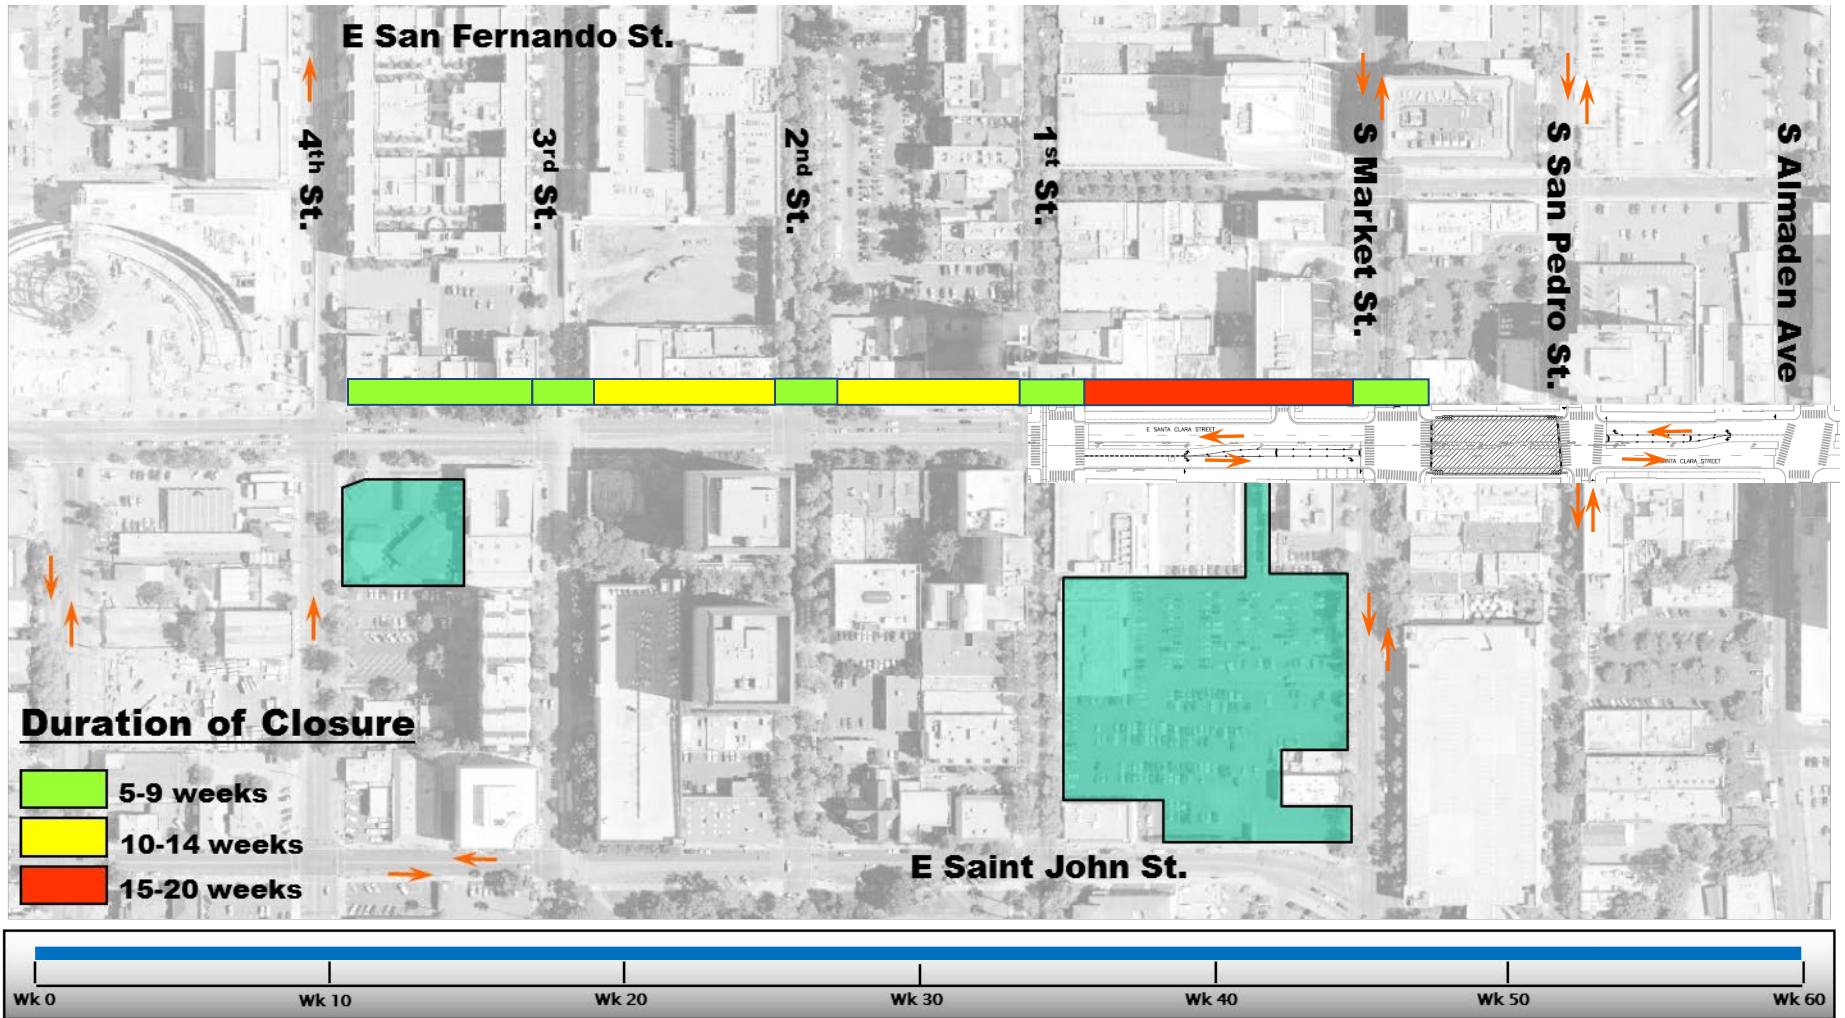 E San Fernando St.
4th St.
3rd St.
2nd St.
1st St.
S Market St.
S San Pedro St.
S Almaden Ave
E SANTA CLARA STREET
SANTA CLARA STREET
Duration of Closure
5-9 weeks
10-14 weeks
15-20 weeks
E Saint John St.
Wk 0
Wk 10
Wk 20
Wk 30
Wk 40
Wk 50
Wk 60